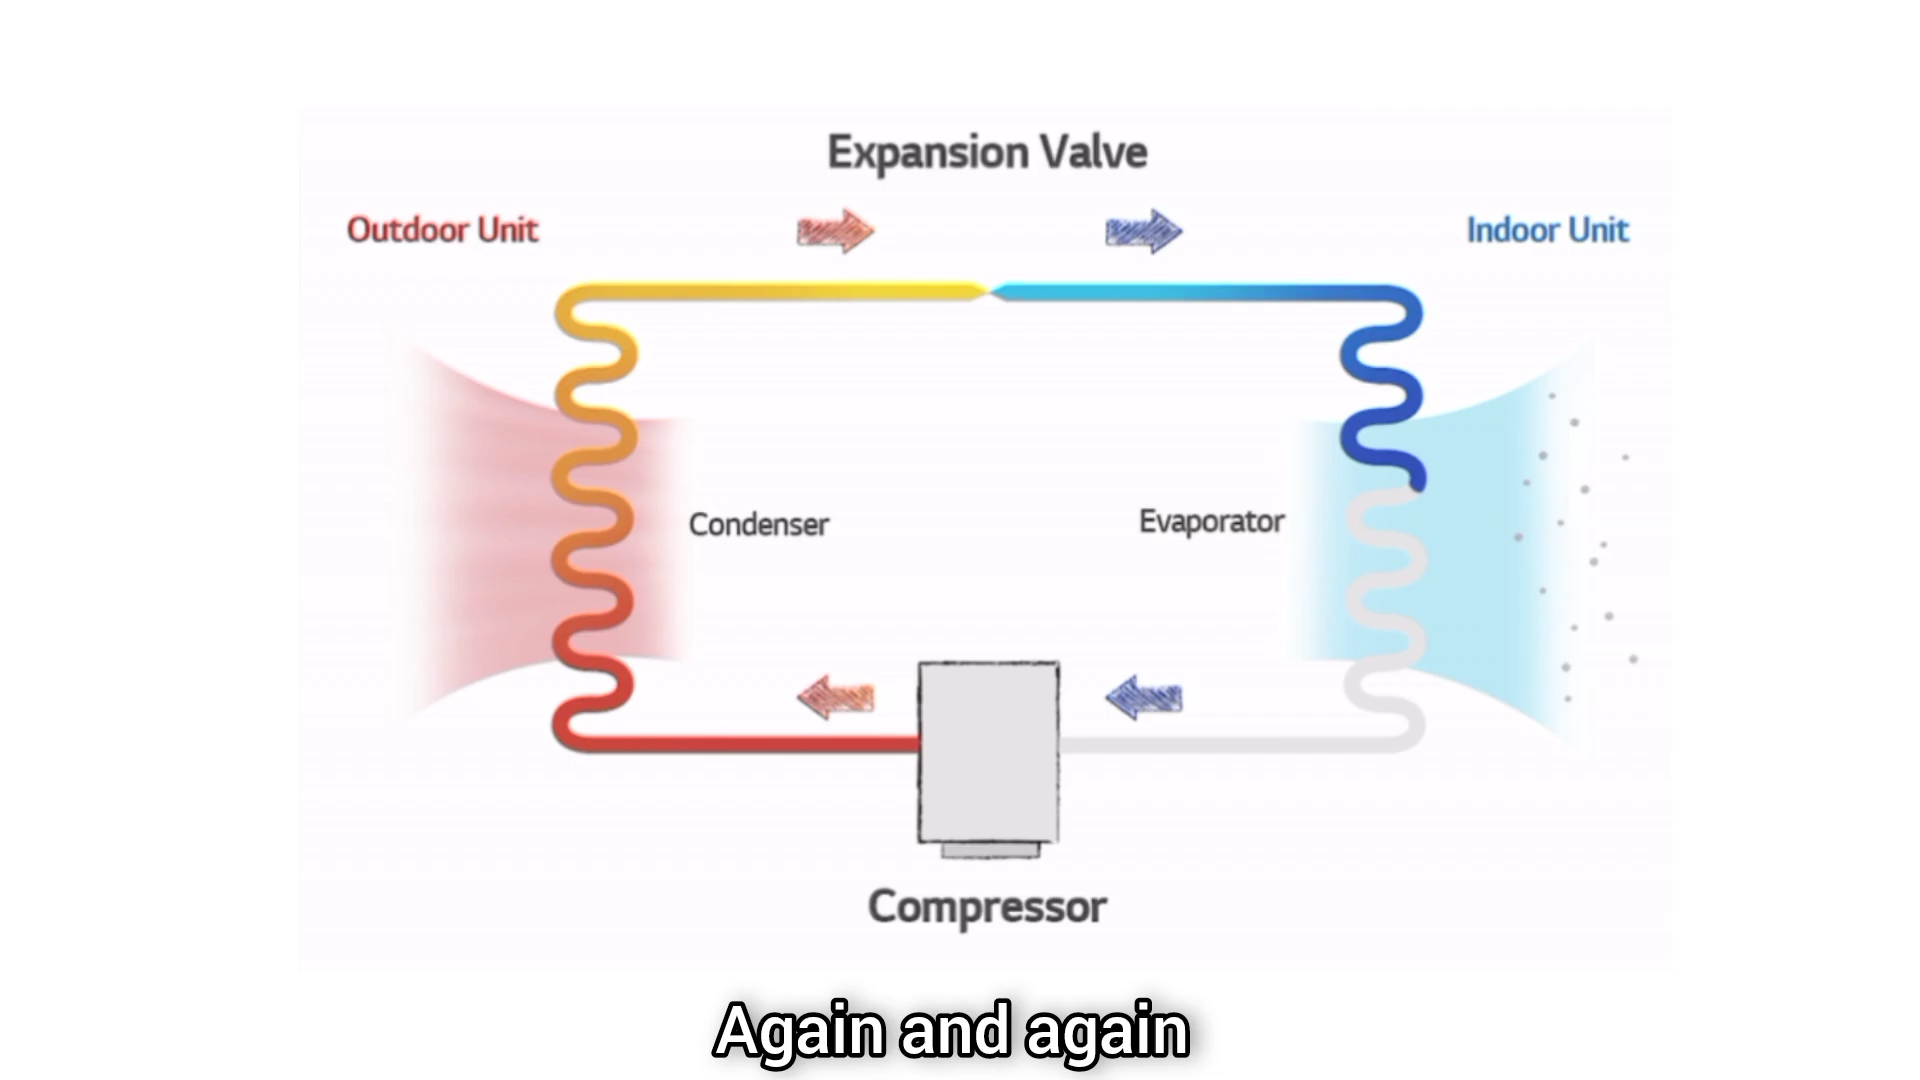 Expansion Valve
Outdoor Unit
Indoor Unit
Condenser
Evaporator
Compressor
Again and again